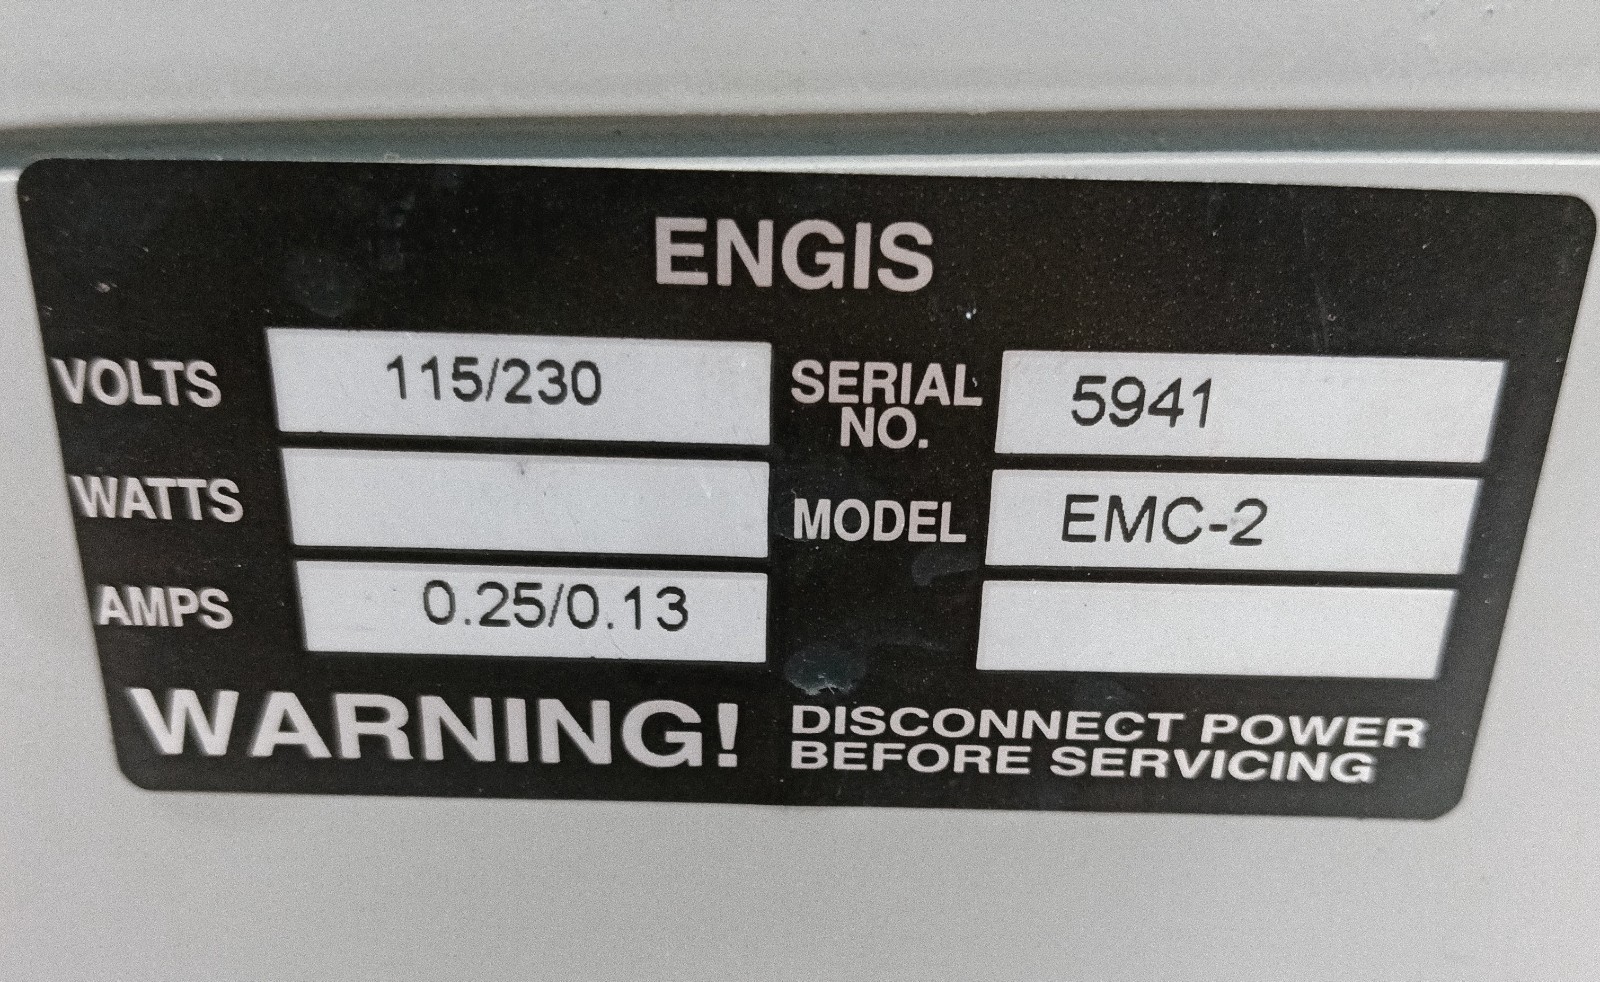 ENGIS
VOLTS 115/230
SERIAL NO. 5941
WATTS
MODEL EMC-2
AMPS 0.25/0.13
WARNING!
DISCONNECT POWER
BEFORE SERVICING